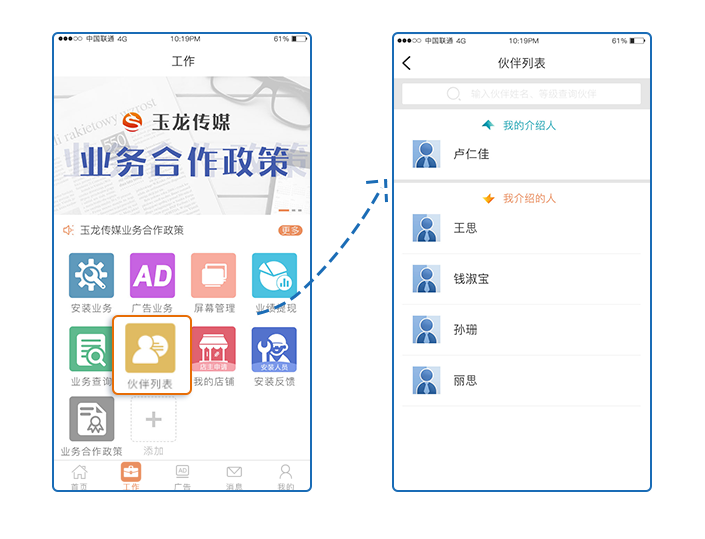 中国联通 4G 10:19PM 61%
工作
li rakietowy wzrost
550
玉龙传媒
业务合作政策
玉龙传媒业务合作政策 更多
AD
安装业务 广告业务 屏幕管理 业绩提现
店主申请 安装人员
业务查询 伙伴列表 我的店铺 安装反馈
业务合作政策 添加
AD
首页 工作 广告 消息 我的
中国联通 4G 10:19PM 61%
伙伴列表
输入伙伴姓名、等级查询伙伴
我的介绍人
卢仁佳
我介绍的人
王思
钱淑宝
孙珊
丽思